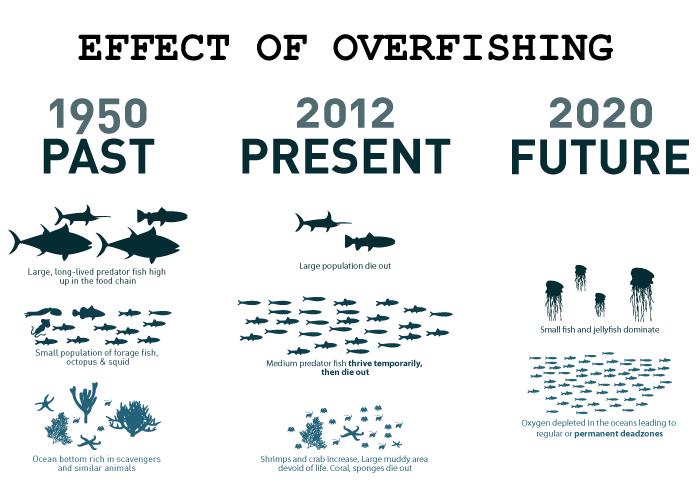 EFFECT OF OVERFISHING
1950
PAST
Large, long-lived predator fish high
up in the food chain
Small population of forage fish,
octopus & squid
Ocean bottom rich in scavengers
and similar animals
2012
PRESENT
Large population die out
Medium predator fish thrive temporarily,
then die out
Shrimps and crab increase, Large muddy area
devoid of life. Coral, sponges die out
2020
FUTURE
Small fish and jellyfish dominate
Oxygen depleted in the oceans leading to
regular or permanent deadzones